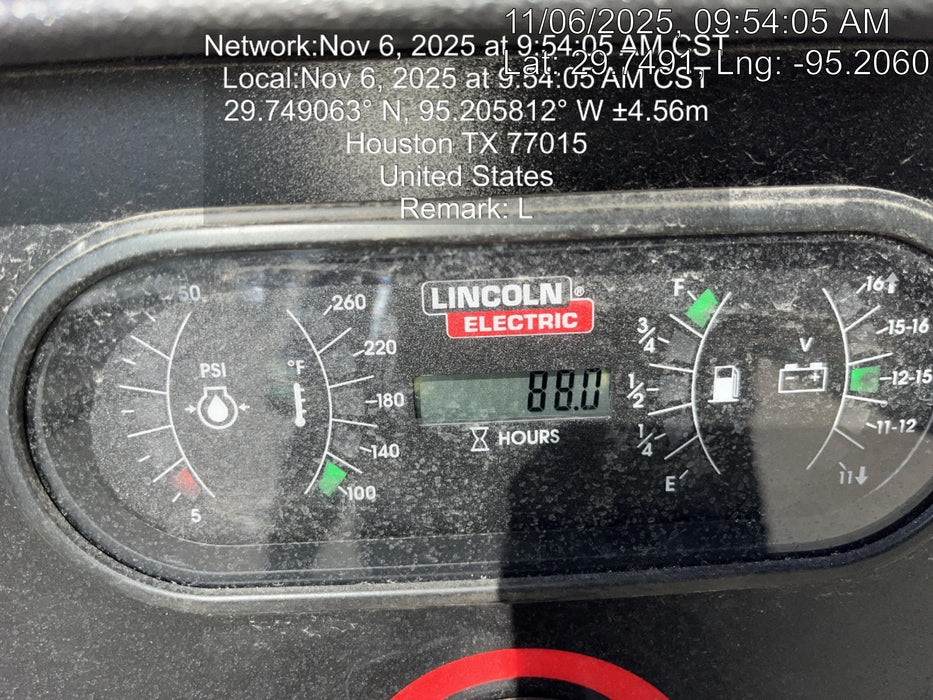 11/06/2025, 09:54:05 AM
Network:Nov 6, 2025 at 9:54:05 AM CST
Lat: 29.7491, Lng: -95.2060
Local:Nov 6, 2025 at 9:54:05 AM CST
29.749063° N, 95.205812° W ±4.56m
Houston TX 77015
United States
Remark: L
50
PSI
5
260
220
°F
180
140
100
LINCOLN®
ELECTRIC
88.0
HOURS
F
3/4
1/2
1/4
E
16↑
15-16
V
- +
12-15
11-12
11↓